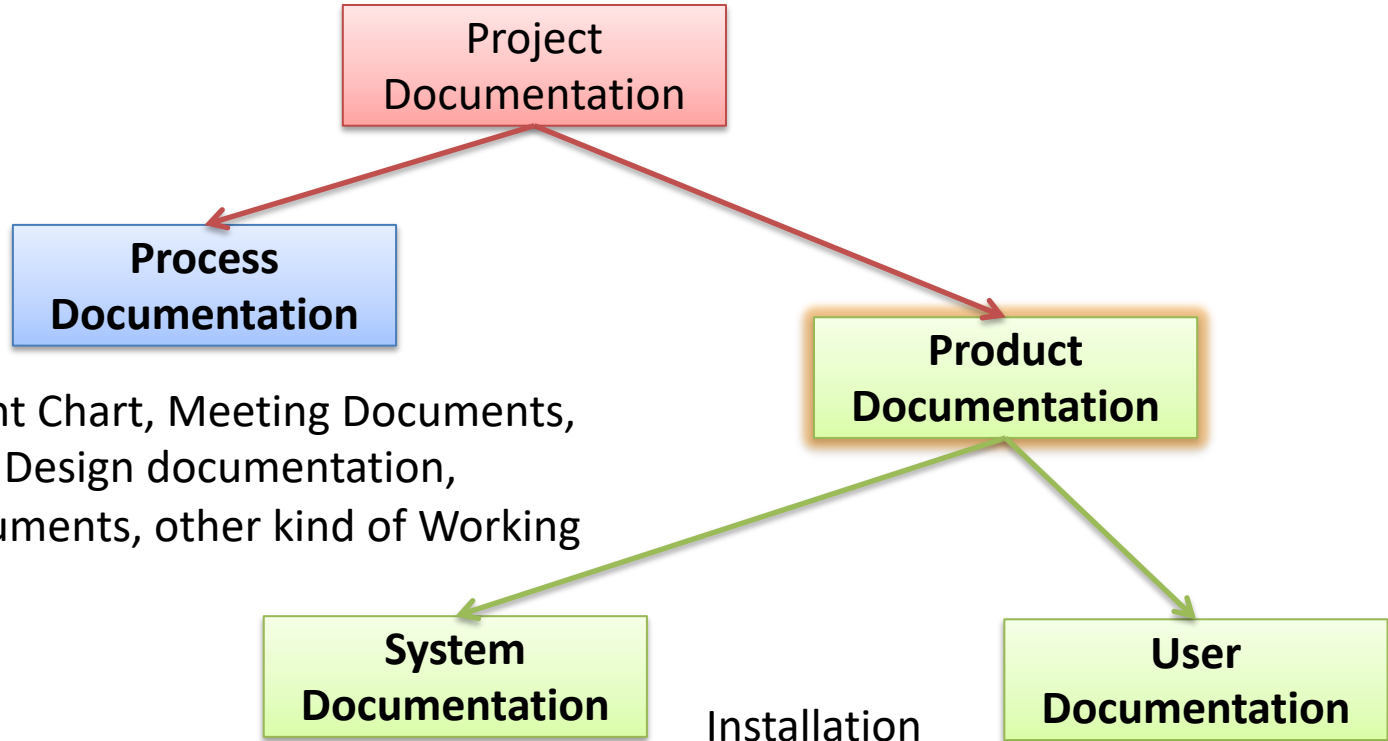 Project
Documentation
Process
Documentation
Product
Documentation
nt Chart, Meeting Documents,
Design documentation,
uments, other kind of Working
System
Documentation
User
Documentation
Installation